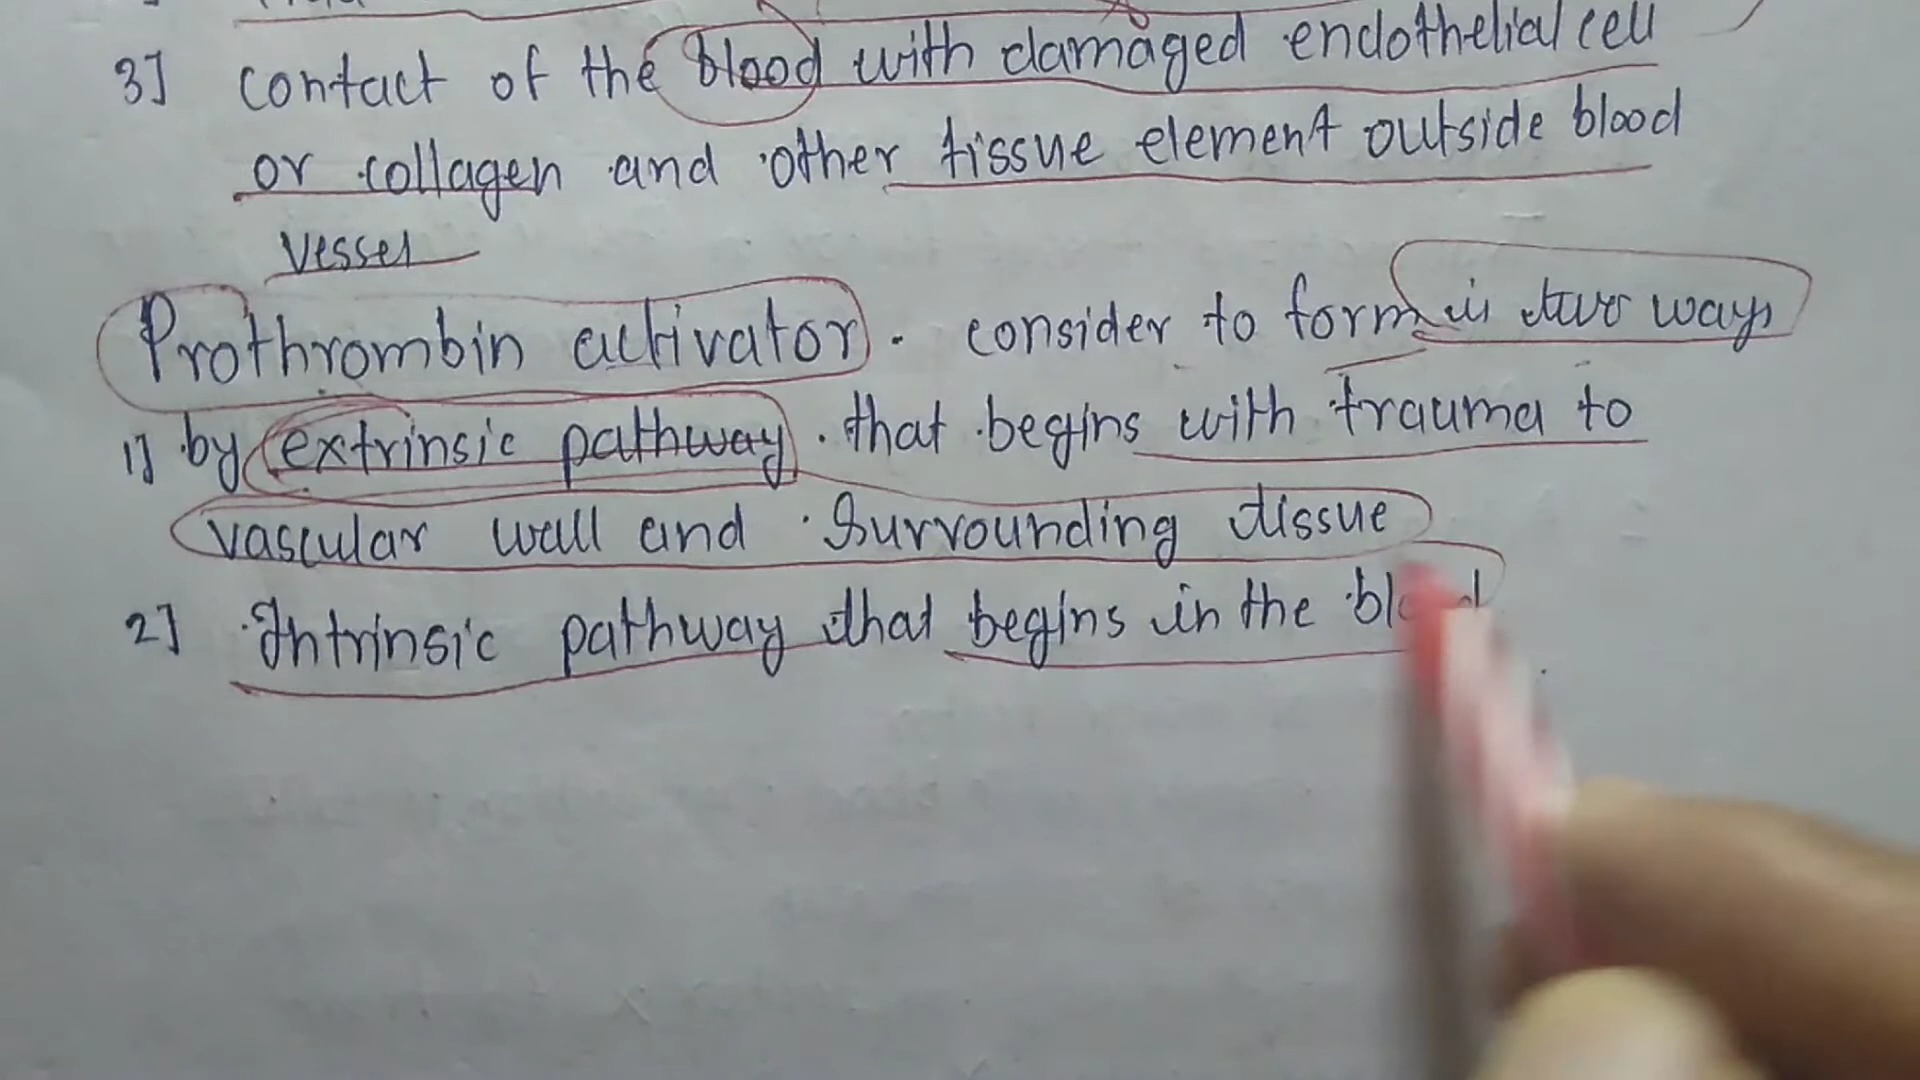 3] contact of the blood with damaged endothelial cell
or collagen and other tissue element outside blood
vessel
Prothrombin activator. consider to form in two ways
1] by extrinsic pathway. that begins with trauma to
vascular wall and surrounding tissue
2] Intrinsic pathway that begins in the blood